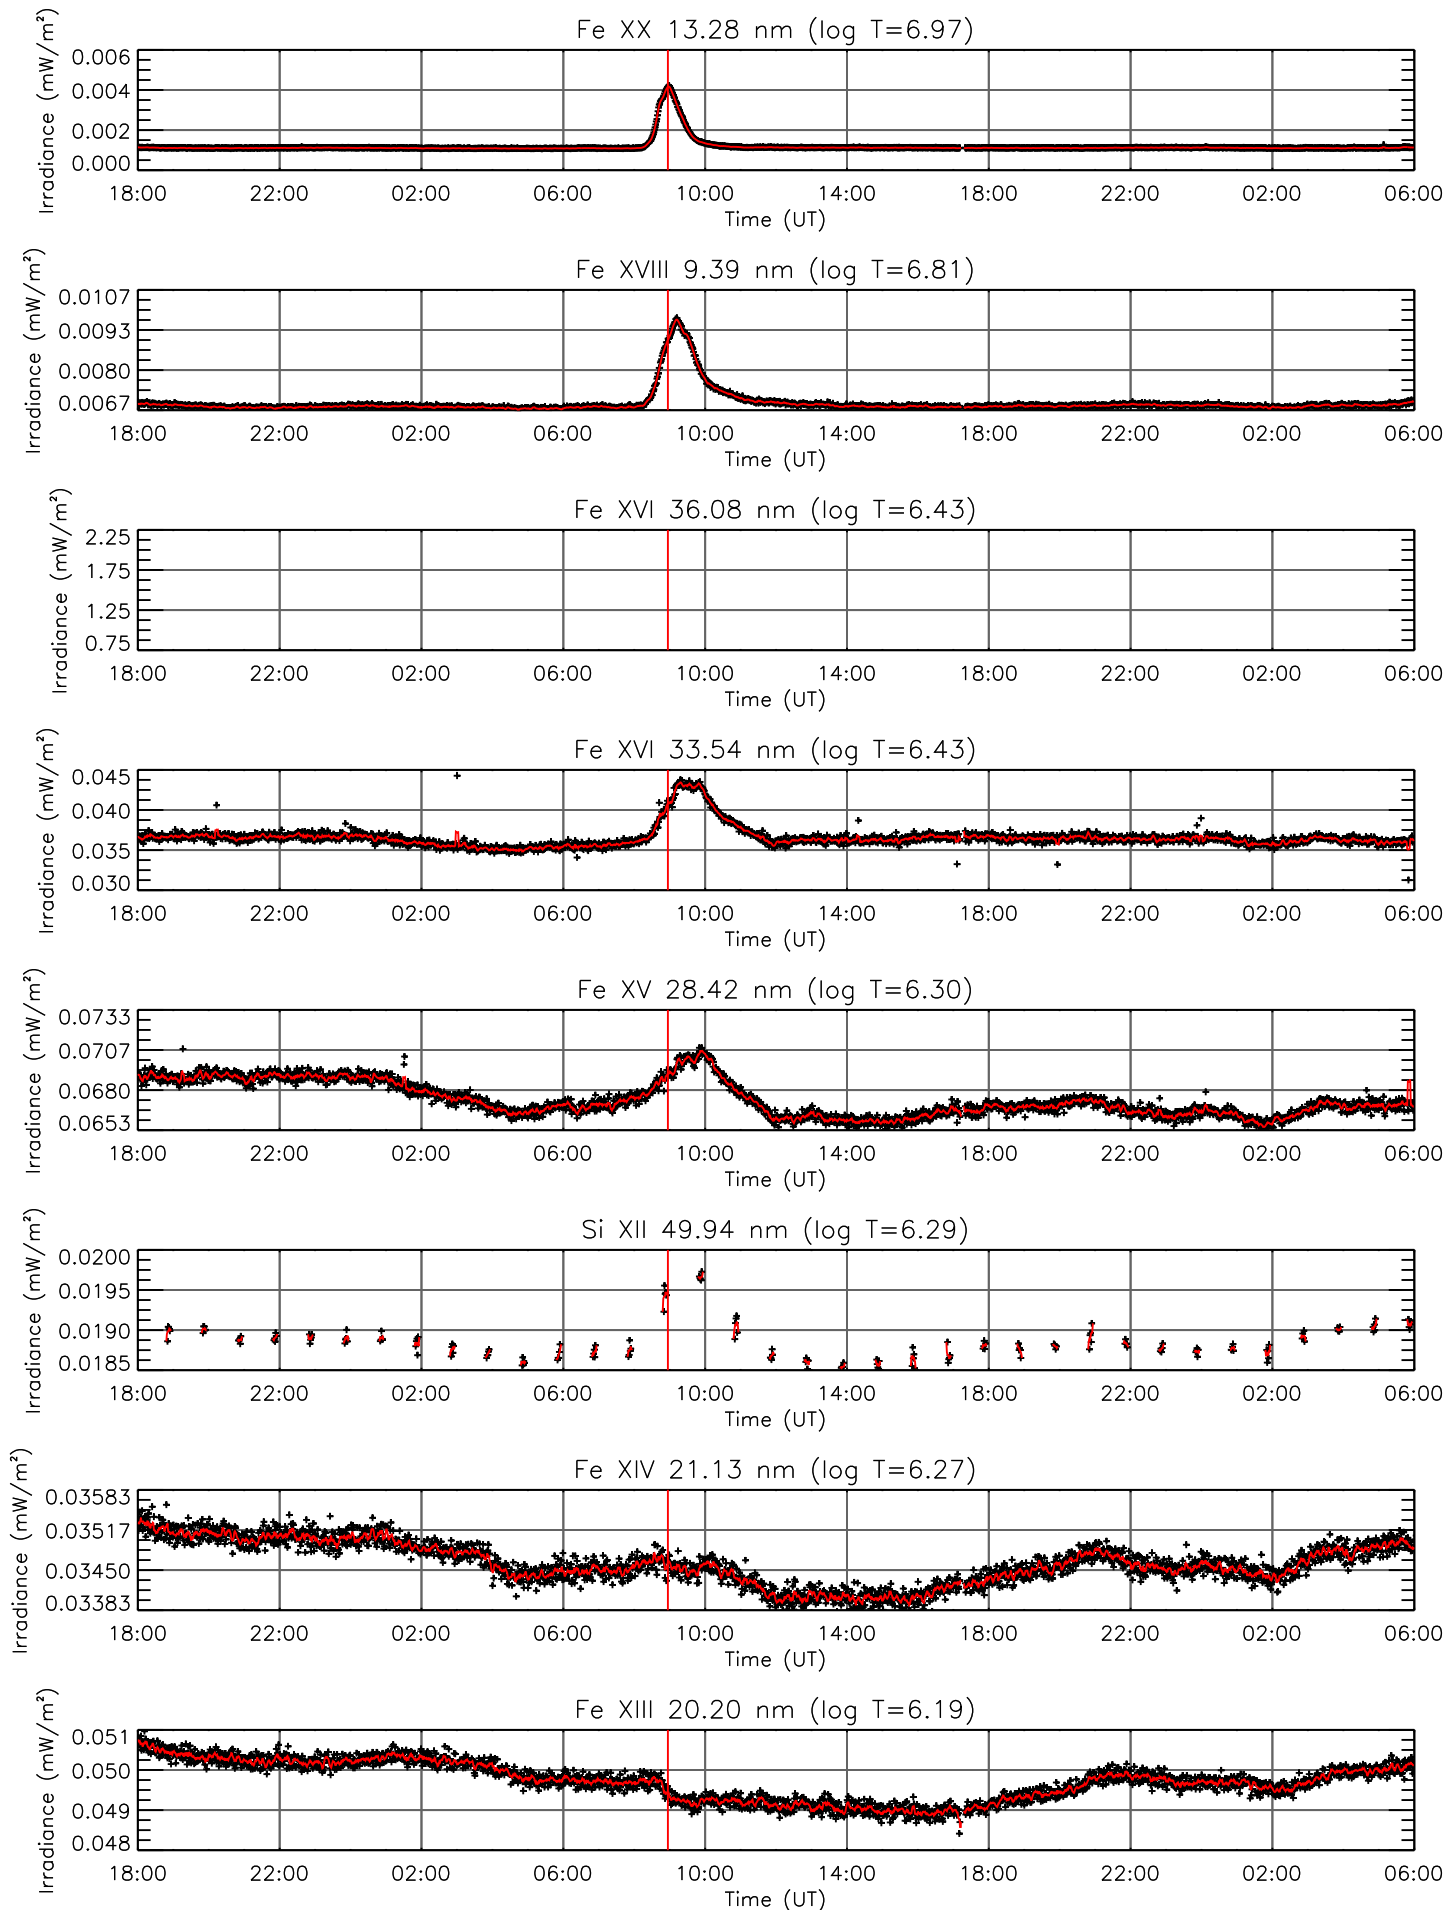 Fe XX 13.28 nm (log T=6.97)
Irradiance (mW/m²)
0.006
0.004
0.002
0.000
18:00 22:00 02:00 06:00 10:00 14:00 18:00 22:00 02:00 06:00
Time (UT)
Fe XVIII 9.39 nm (log T=6.81)
Irradiance (mW/m²)
0.0107
0.0093
0.0080
0.0067
18:00 22:00 02:00 06:00 10:00 14:00 18:00 22:00 02:00 06:00
Time (UT)
Fe XVI 36.08 nm (log T=6.43)
Irradiance (mW/m²)
2.25
1.75
1.25
0.75
18:00 22:00 02:00 06:00 10:00 14:00 18:00 22:00 02:00 06:00
Time (UT)
Fe XVI 33.54 nm (log T=6.43)
Irradiance (mW/m²)
0.045
0.040
0.035
0.030
18:00 22:00 02:00 06:00 10:00 14:00 18:00 22:00 02:00 06:00
Time (UT)
Fe XV 28.42 nm (log T=6.30)
Irradiance (mW/m²)
0.0733
0.0707
0.0680
0.0653
18:00 22:00 02:00 06:00 10:00 14:00 18:00 22:00 02:00 06:00
Time (UT)
Si XII 49.94 nm (log T=6.29)
Irradiance (mW/m²)
0.0200
0.0195
0.0190
0.0185
18:00 22:00 02:00 06:00 10:00 14:00 18:00 22:00 02:00 06:00
Time (UT)
Fe XIV 21.13 nm (log T=6.27)
Irradiance (mW/m²)
0.03583
0.03517
0.03450
0.03383
18:00 22:00 02:00 06:00 10:00 14:00 18:00 22:00 02:00 06:00
Time (UT)
Fe XIII 20.20 nm (log T=6.19)
Irradiance (mW/m²)
0.051
0.050
0.049
0.048
18:00 22:00 02:00 06:00 10:00 14:00 18:00 22:00 02:00 06:00
Time (UT)